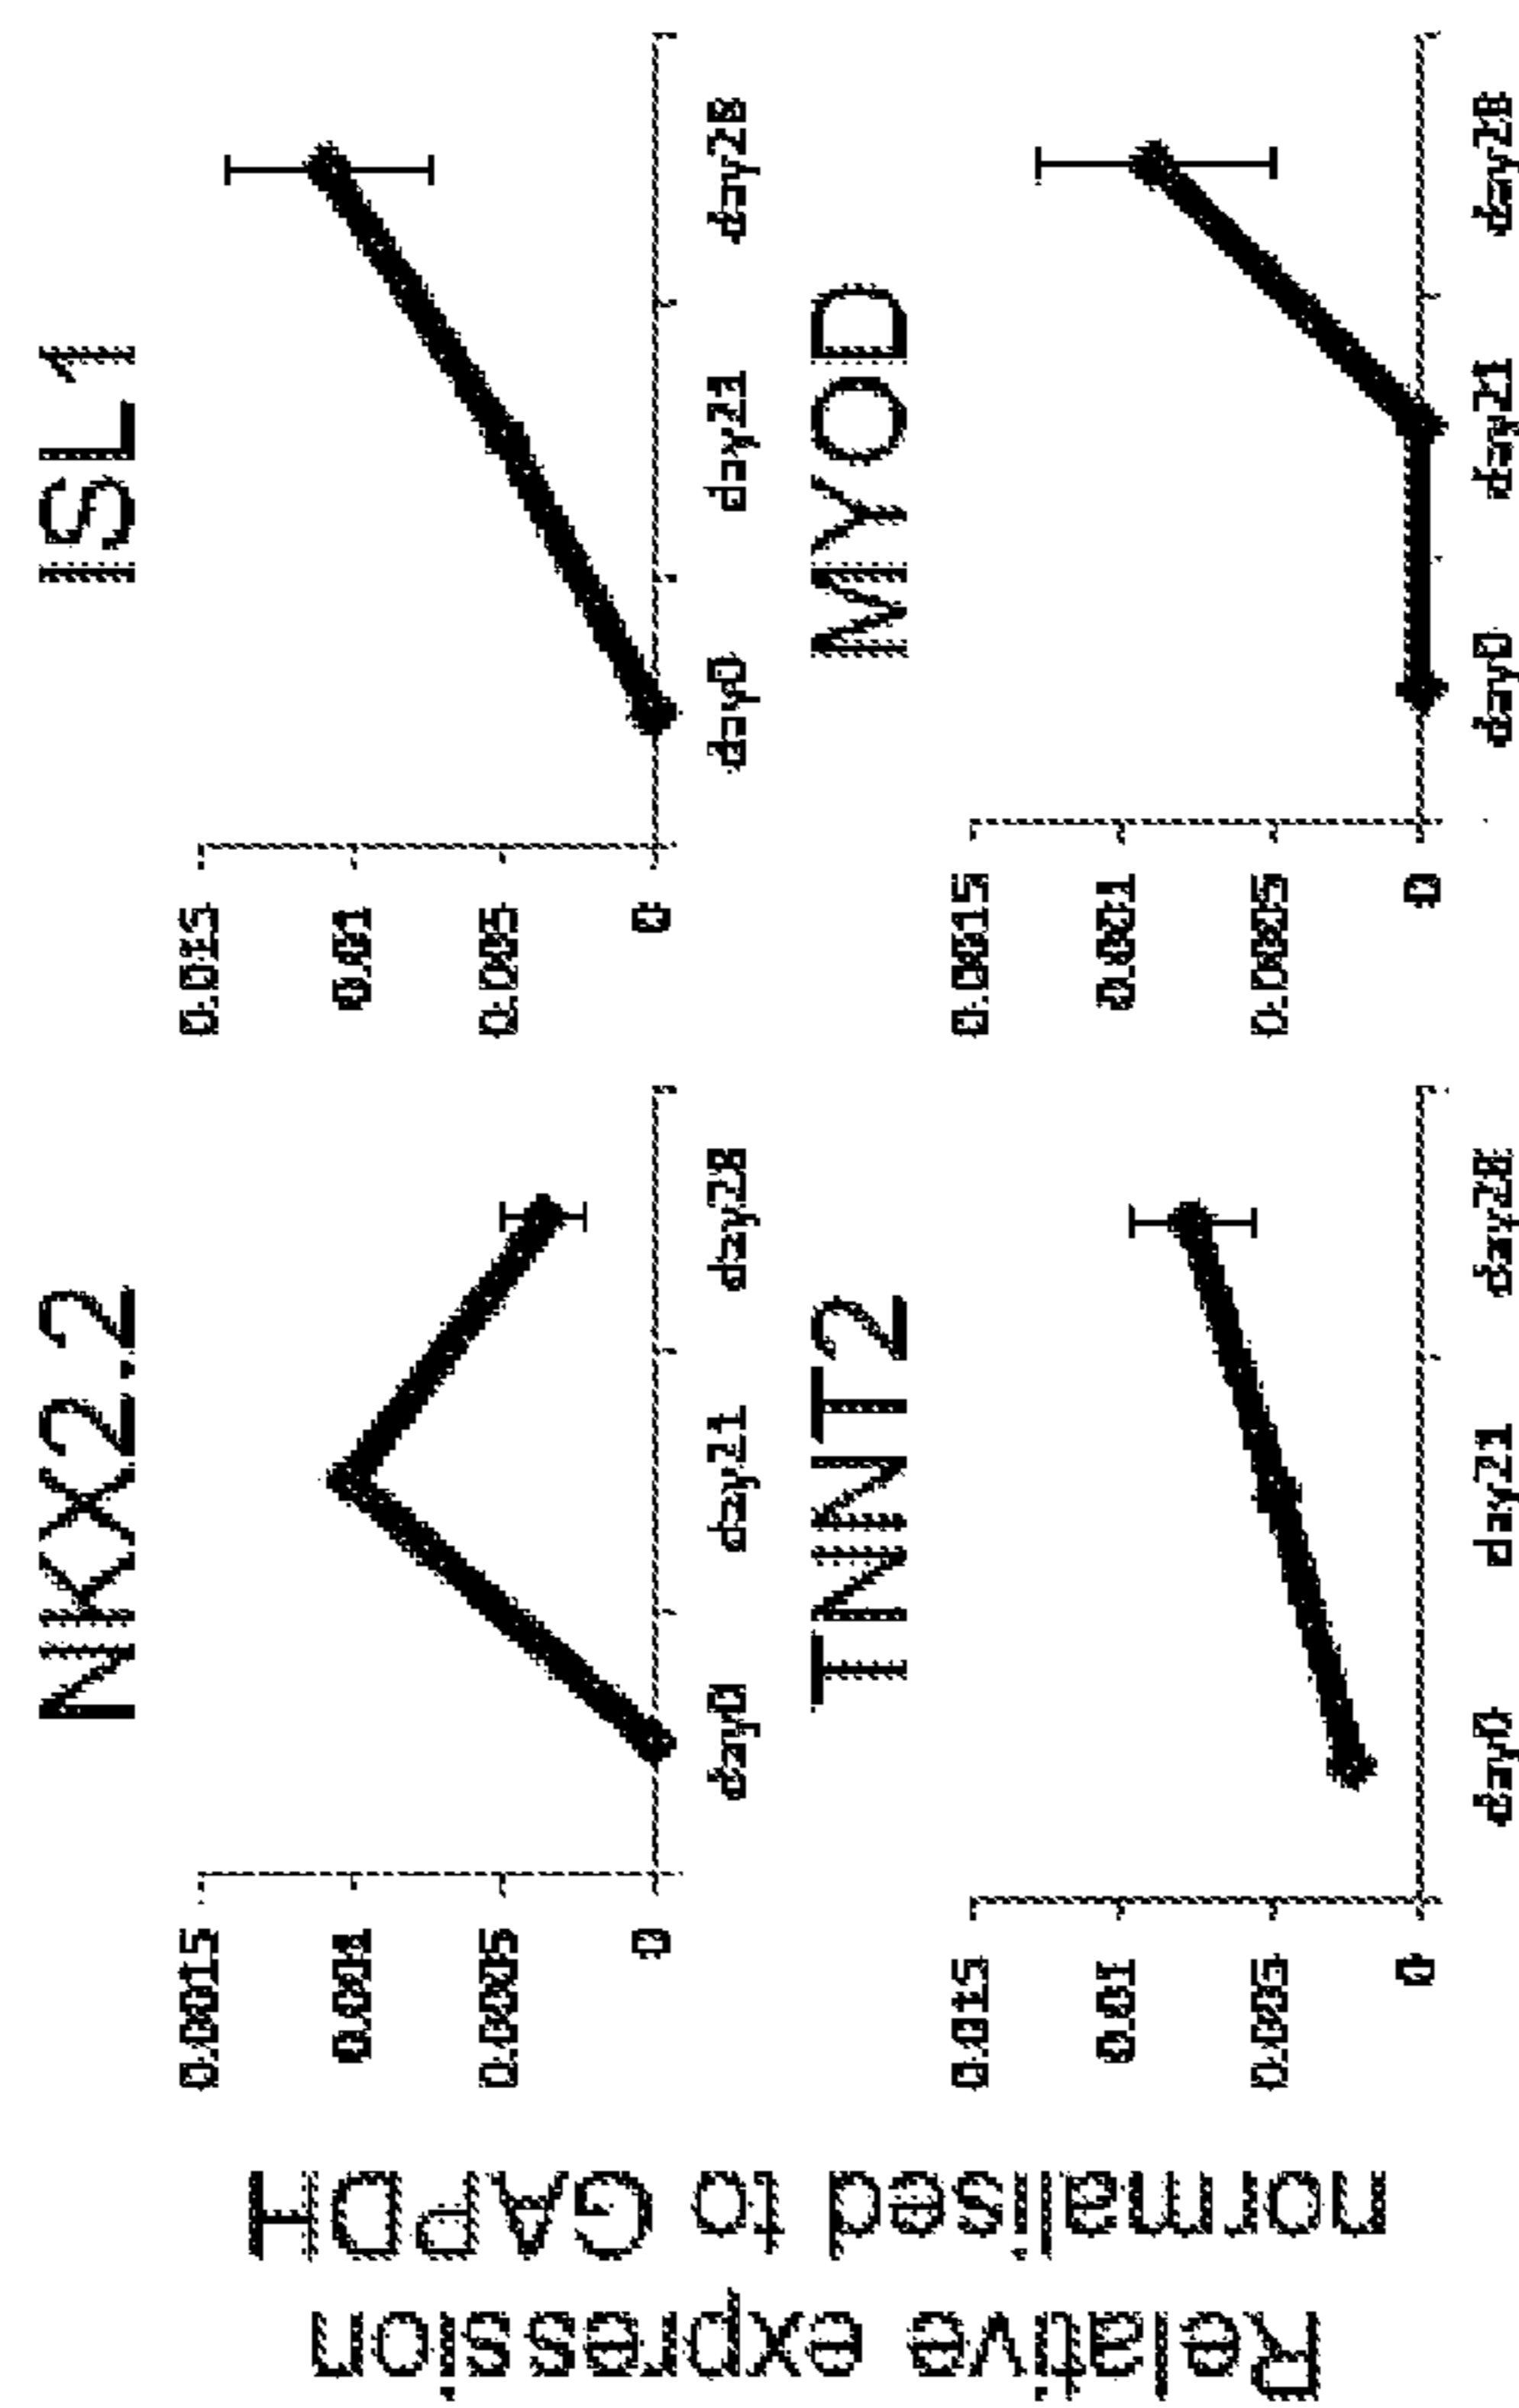 Relative expression
normalised to GAPDH
NKX2.2
0.0015
0.001
0.0005
0
day0 day21 day28
ISL1
0.015
0.01
0.005
0
day0 day21 day28
TNNT2
0.015
0.01
0.005
0
day0 day21 day28
MYOD
0.0015
0.001
0.0005
0
day0 day21 day28